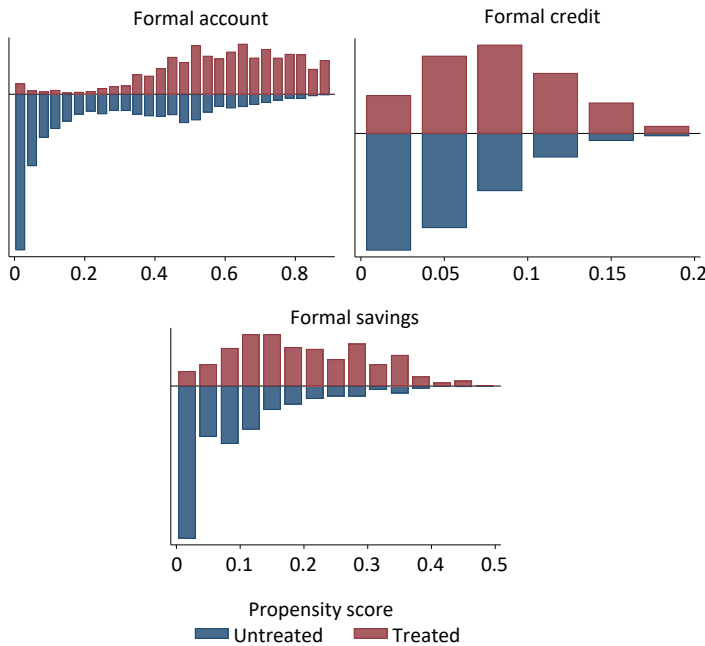 Formal account
0 0.2 0.4 0.6 0.8
Formal credit
0 0.05 0.1 0.15 0.2
Formal savings
0 0.1 0.2 0.3 0.4 0.5
Propensity score
Untreated Treated